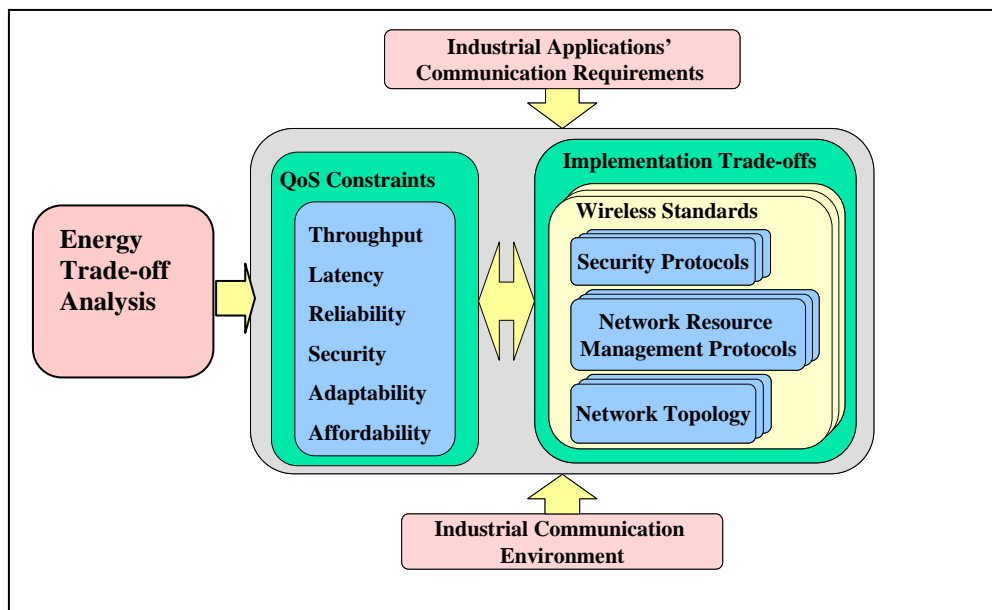 Industrial Applications’
Communication Requirements
Implementation Trade-offs
QoS Constraints
Wireless Standards
Energy
Trade-off
Analysis
Throughput
Latency
Reliability
Security
Adaptability
Affordability
Security Protocols
Network Resource
Management Protocols
Network Topology
Industrial Communication
Environment